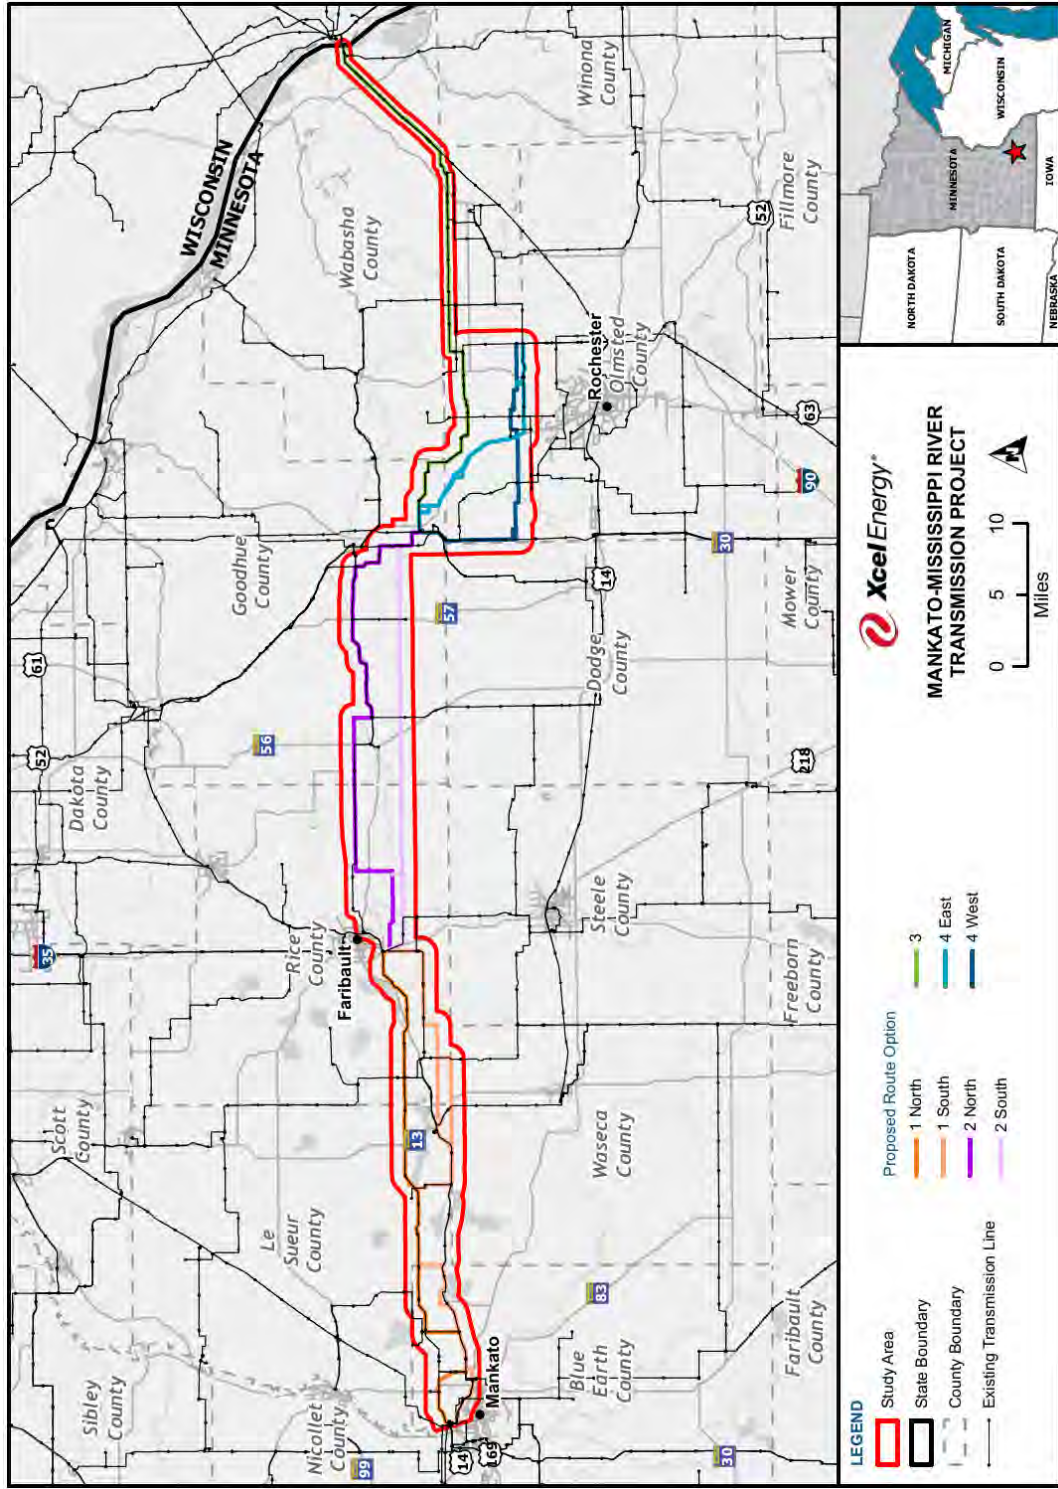 WISCONSIN
MINNESOTA
Sibley
County
Scott
County
Dakota
County
Nicollet
County
Le
Sueur
County
Rice
County
Goodhue
County
Wabasha
County
Winona
County
Blue
Earth
County
Waseca
County
Steele
County
Dodge
County
Olmsted
County
Faribault
County
Freeborn
County
Mower
County
Fillmore
County
Mankato
Faribault
Rochester
35
52
61
56
99
13
57
14
169
83
14
30
218
30
90
63
52
LEGEND
Study Area
State Boundary
County Boundary
Existing Transmission Line
Proposed Route Option
1 North
1 South
2 North
2 South
3
4 East
4 West
Xcel Energy®
MANKATO-MISSISSIPPI RIVER
TRANSMISSION PROJECT
0 5 10
Miles
N
NORTH DAKOTA
SOUTH DAKOTA
NEBRASKA
MINNESOTA
IOWA
WISCONSIN
MICHIGAN